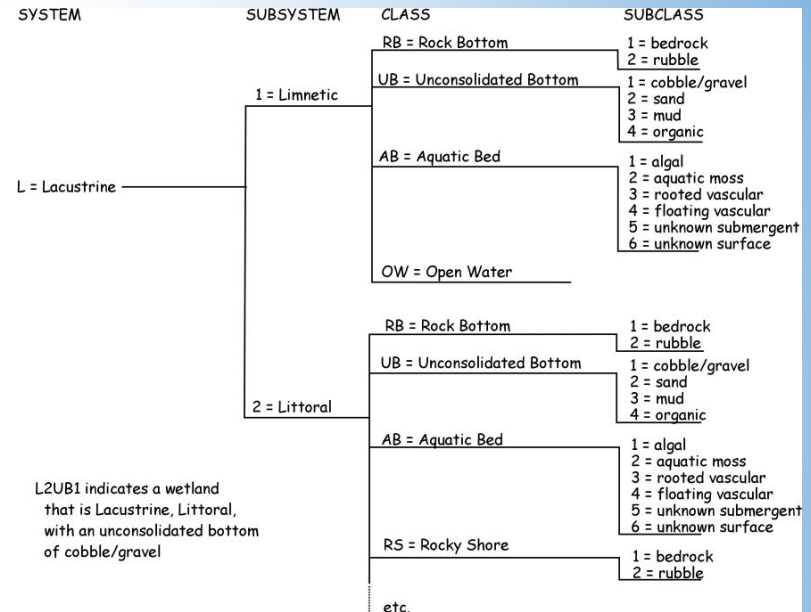 SYSTEM SUBSYSTEM CLASS SUBCLASS
RB = Rock Bottom
1 = bedrock
2 = rubble
UB = Unconsolidated Bottom
1 = cobble/gravel
2 = sand
3 = mud
4 = organic
1 = Limnetic
AB = Aquatic Bed
1 = algal
2 = aquatic moss
3 = rooted vascular
4 = floating vascular
5 = unknown submergent
6 = unknown surface
L = Lacustrine
OW = Open Water
RB = Rock Bottom
1 = bedrock
2 = rubble
UB = Unconsolidated Bottom
1 = cobble/gravel
2 = sand
3 = mud
4 = organic
2 = Littoral
AB = Aquatic Bed
1 = algal
2 = aquatic moss
3 = rooted vascular
4 = floating vascular
5 = unknown submergent
6 = unknown surface
L2UB1 indicates a wetland
that is Lacustrine, Littoral,
with an unconsolidated bottom
of cobble/gravel
RS = Rocky Shore
1 = bedrock
2 = rubble
etc.